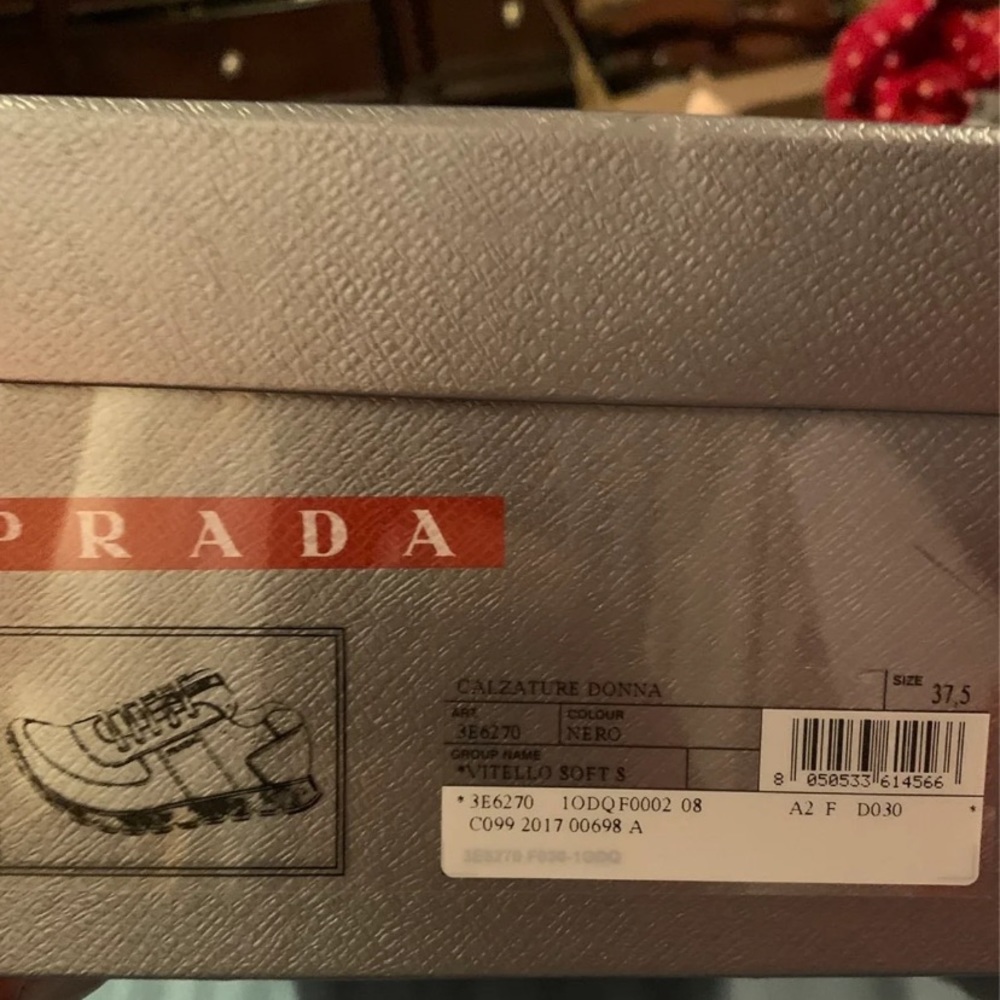 PRADA
CALZATURE DONNA
SIZE 37,5
ART. 3E6270
COLOUR NERO
GROUP NAME
*VITELLO SOFT S
8 050533 614566
* 3E6270 1ODQ F0002 08 A2 F D030 *
C099 2017 00698 A